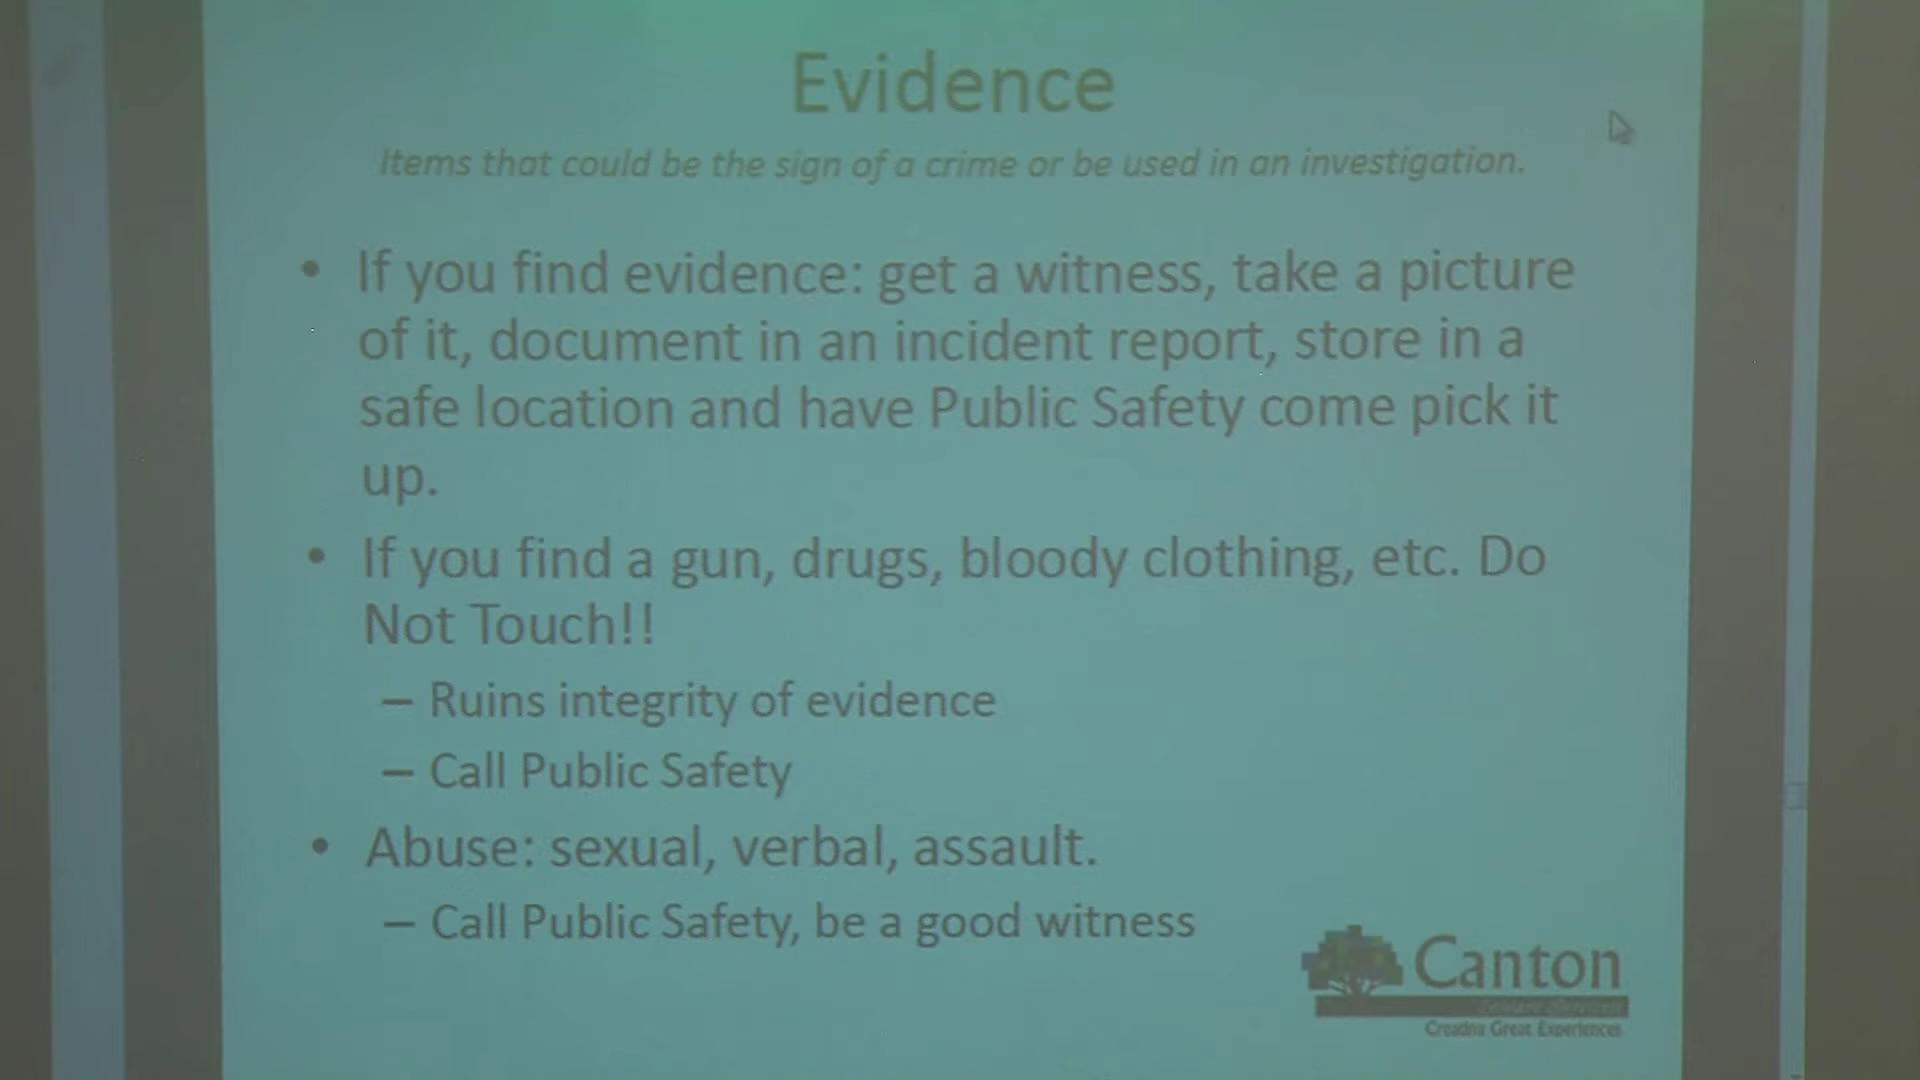 Evidence
Items that could be the sign of a crime or be used in an investigation.
• If you find evidence: get a witness, take a picture
of it, document in an incident report, store in a
safe location and have Public Safety come pick it
up.
• If you find a gun, drugs, bloody clothing, etc. Do
Not Touch!!
– Ruins integrity of evidence
– Call Public Safety
• Abuse: sexual, verbal, assault.
– Call Public Safety, be a good witness
Canton
Leisure Services
Creating Great Experiences